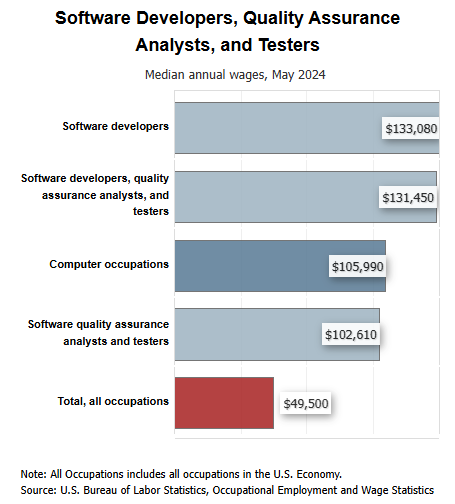 Software Developers, Quality Assurance
Analysts, and Testers
Median annual wages, May 2024
Software developers
$133,080
Software developers, quality
assurance analysts, and
testers
$131,450
Computer occupations
$105,990
Software quality assurance
analysts and testers
$102,610
Total, all occupations
$49,500
Note: All Occupations includes all occupations in the U.S. Economy.
Source: U.S. Bureau of Labor Statistics, Occupational Employment and Wage Statistics